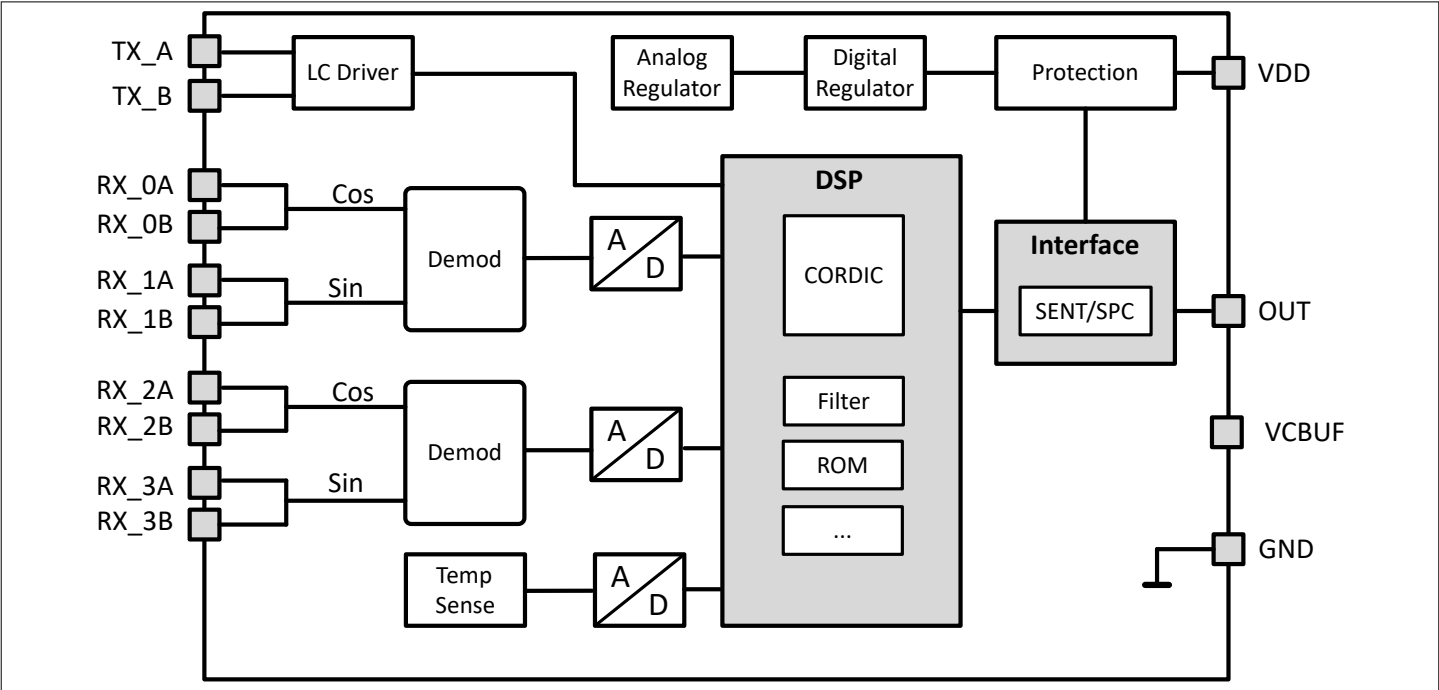 TX_A
TX_B
LC Driver
Analog
Regulator
Digital
Regulator
Protection
VDD
RX_0A
RX_0B
RX_1A
RX_1B
Cos
Sin
Demod
A
D
DSP
CORDIC
Filter
ROM
...
Interface
SENT/SPC
OUT
RX_2A
RX_2B
RX_3A
RX_3B
Cos
Sin
Demod
A
D
VCBUF
GND
Temp
Sense
A
D